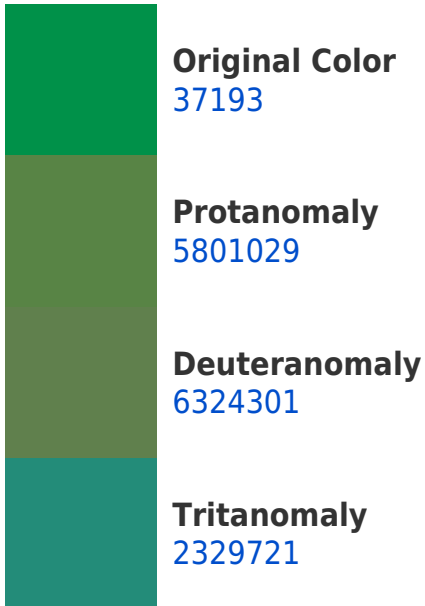 Original Color
37193
Protanomaly
5801029
Deuteranomaly
6324301
Tritanomaly
2329721